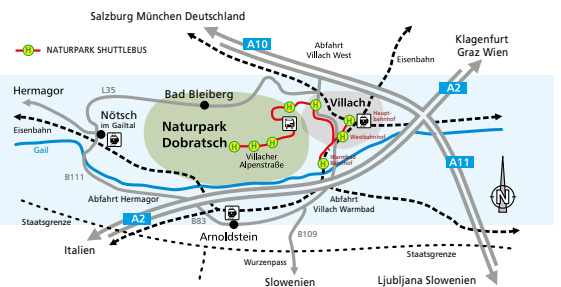 Salzburg München Deutschland
A10
Abfahrt
Villach West
Klagenfurt
Graz Wien
H NATURPARK SHUTTLEBUS
Eisenbahn
Hermagor
L35
Bad Bleiberg
Villach
A2
Nötsch
im Gailtal
H
H
H
Haupt-
bahnhof
Naturpark
Dobratsch
H
Westbahnhof
Eisenbahn
H
H
H
Gail
Villacher
Alpenstraße
H
Warmbad
Bahnhof
A11
B111
Abfahrt Hermagor
Abfahrt
Villach Warmbad
N
Staatsgrenze
A2
B83
Arnoldstein
B109
Italien
Staatsgrenze
Wurzenpass
Slowenien
Ljubljana Slowenien